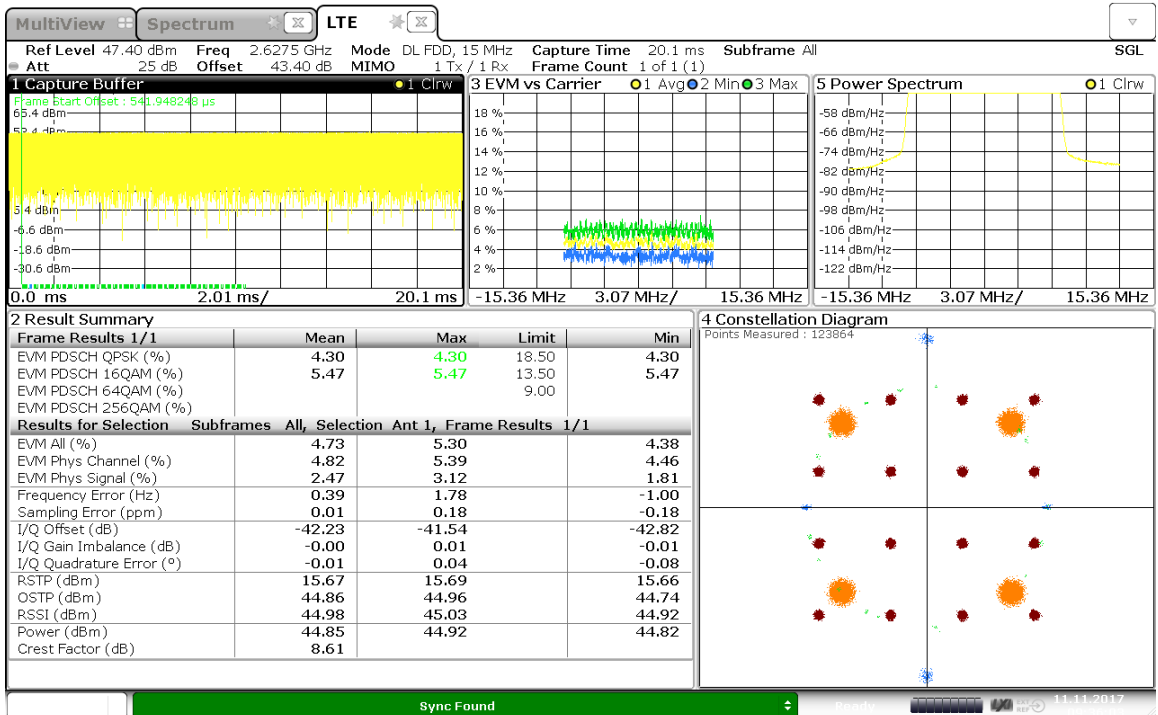 MultiView Spectrum LTE
Ref Level 47.40 dBm Freq 2.6275 GHz Mode DL FDD, 15 MHz Capture Time 20.1 ms Subframe All SGL
Att 25 dB Offset 43.40 dB MIMO 1 Tx / 1 Rx Frame Count 1 of 1 (1)
1 Capture Buffer 1 Clrw
Frame Start Offset : 541.948248 µs
65.4 dBm
53.4 dBm
5.4 dBm
-6.6 dBm
-18.6 dBm
-30.6 dBm
0.0 ms 2.01 ms/ 20.1 ms
3 EVM vs Carrier 1 Avg 2 Min 3 Max
18 %
16 %
14 %
12 %
10 %
8 %
6 %
4 %
2 %
-15.36 MHz 3.07 MHz/ 15.36 MHz
5 Power Spectrum 1 Clrw
-58 dBm/Hz
-66 dBm/Hz
-74 dBm/Hz
-82 dBm/Hz
-90 dBm/Hz
-98 dBm/Hz
-106 dBm/Hz
-114 dBm/Hz
-122 dBm/Hz
-15.36 MHz 3.07 MHz/ 15.36 MHz
2 Result Summary
Frame Results 1/1 Mean Max Limit Min
EVM PDSCH QPSK (%) 4.30 4.30 18.50 4.30
EVM PDSCH 16QAM (%) 5.47 5.47 13.50 5.47
EVM PDSCH 64QAM (%) 9.00
EVM PDSCH 256QAM (%)
Results for Selection Subframes All, Selection Ant 1, Frame Results 1/1
EVM All (%) 4.73 5.30 4.38
EVM Phys Channel (%) 4.82 5.39 4.46
EVM Phys Signal (%) 2.47 3.12 1.81
Frequency Error (Hz) 0.39 1.78 -1.00
Sampling Error (ppm) 0.01 0.18 -0.18
I/Q Offset (dB) -42.23 -41.54 -42.82
I/Q Gain Imbalance (dB) -0.00 0.01 -0.01
I/Q Quadrature Error (°) -0.01 0.04 -0.08
RSTP (dBm) 15.67 15.69 15.66
OSTP (dBm) 44.86 44.96 44.74
RSSI (dBm) 44.98 45.03 44.92
Power (dBm) 44.85 44.92 44.82
Crest Factor (dB) 8.61
4 Constellation Diagram
Points Measured : 123864
Sync Found Ready 11.11.2017